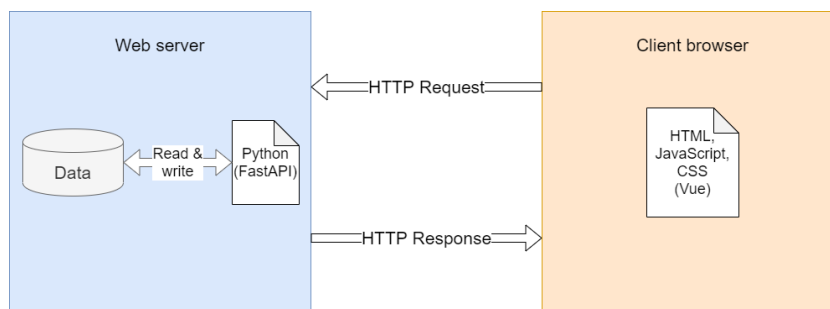 Web server
Client browser
HTTP Request
Data
Read &
write
Python
(FastAPI)
HTML,
JavaScript,
CSS
(Vue)
HTTP Response